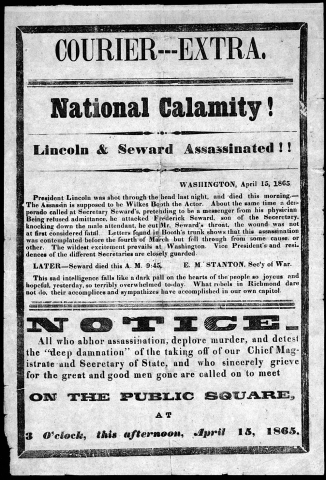 COURIER---EXTRA.
National Calamity!
Lincoln & Seward Assassinated!!
WASHINGTON, April 15, 1865
President Lincoln was shot through the head last night, and died this morning.—
The Assassin is supposed to be Wilkes Booth the Actor. About the same time a des-
perado called at Secretary Seward's, pretending to be a messenger from his physician
Being refused admittance, he attacked Frederick Seward, son of the Secretary.
knocking down the male attendant, he cut Mr. Seward's throat, the wound was not
at first considered fatal. Letters found in Booth's trunk shows that this assassination
was contemplated before the fourth of March but fell through from some cause or
other. The wildest excitement prevails at Washington. Vice President's and resi-
dences of the different Secretaries are closely guarded
LATER—Seward died this A. M. 9:45. E. M. STANTON, Sec'y of War.
This sad intelligence falls like a dark pall on the hearts of the people so joyous and
hopeful, yesterday, so terribly overwhelmed today. What rebels in Richmond dare
not do, their accomplices and sympathizers have accomplished in our own capitol
NOTICE.
All who abhor assassination, deplore murder, and detest
the "deep damnation" of the taking off of our Chief Mag-
istrate and Secretary of State, and who sincerely grieve
for the great and good men gone are called on to meet
ON THE PUBLIC SQUARE,
AT
3 O'clock, this afternoon, April 15, 1865.